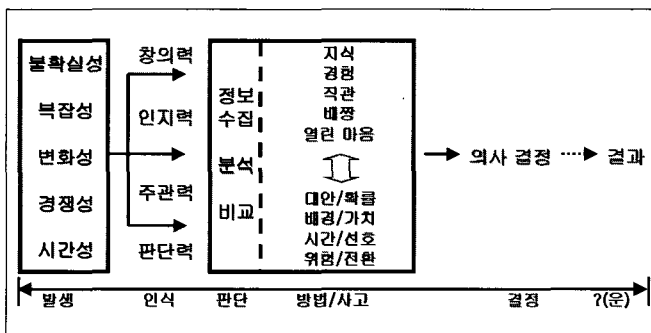 불확실성
복잡성
변화성
경쟁성
시간성
창의력
인지력
주관력
판단력
정보
수집
분석
비교
지식
경험
직관
배짱
열린 마음
대안/확률
배경/가치
시간/선호
위험/전환
의사 결정
결과
발생 인식 판단 방법/사고 결정 ?(운)